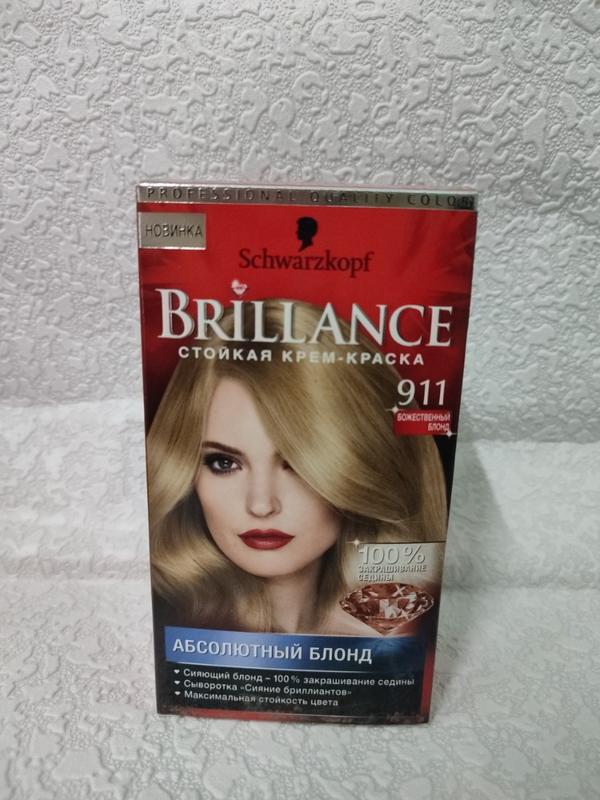 PROFESSIONAL QUALITY COLOR
НОВИНКА
Schwarzkopf
BRILLANCE
СТОЙКАЯ КРЕМ-КРАСКА
911
БОЖЕСТВЕННЫЙ
БЛОНД
100%
ЗАКРАШИВАНИЕ
СЕДИНЫ
АБСОЛЮТНЫЙ БЛОНД
• Сияющий блонд – 100 % закрашивание седины
• Сыворотка «Сияние бриллиантов»
• Максимальная стойкость цвета